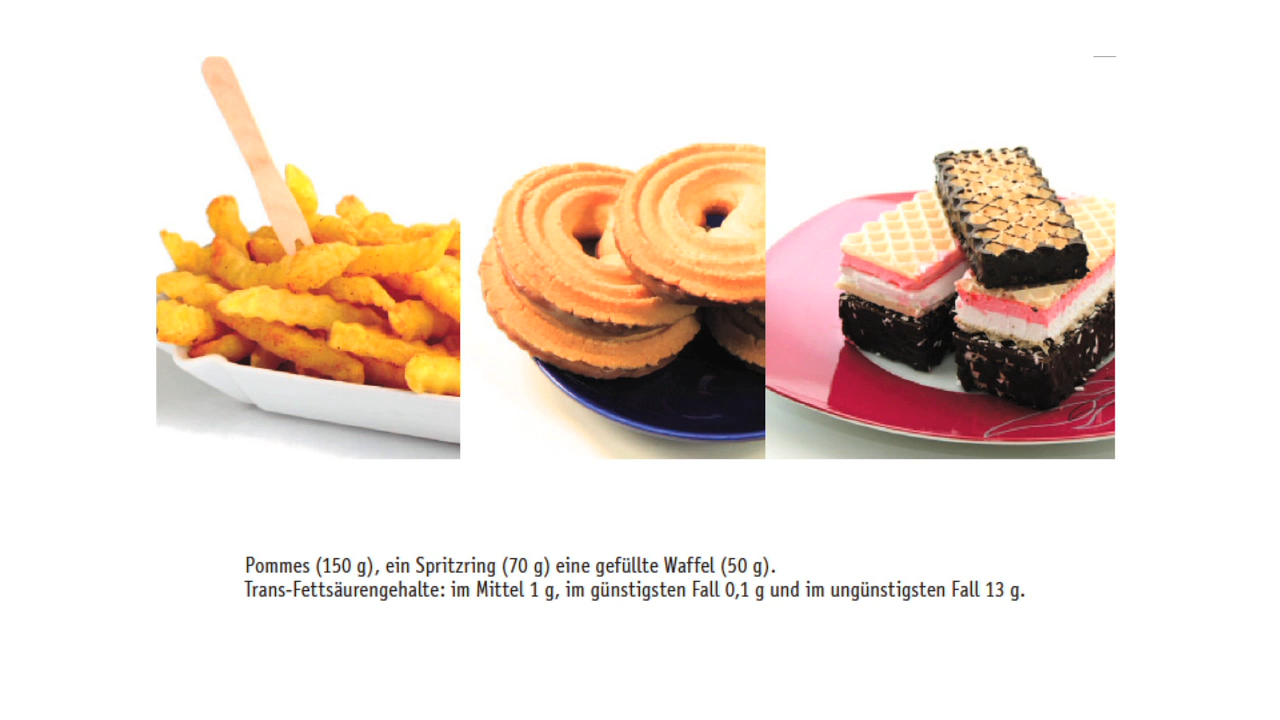 Pommes (150 g), ein Spritzring (70 g) eine gefüllte Waffel (50 g).
Trans-Fettsäurengehalte: im Mittel 1 g, im günstigsten Fall 0,1 g und im ungünstigsten Fall 13 g.